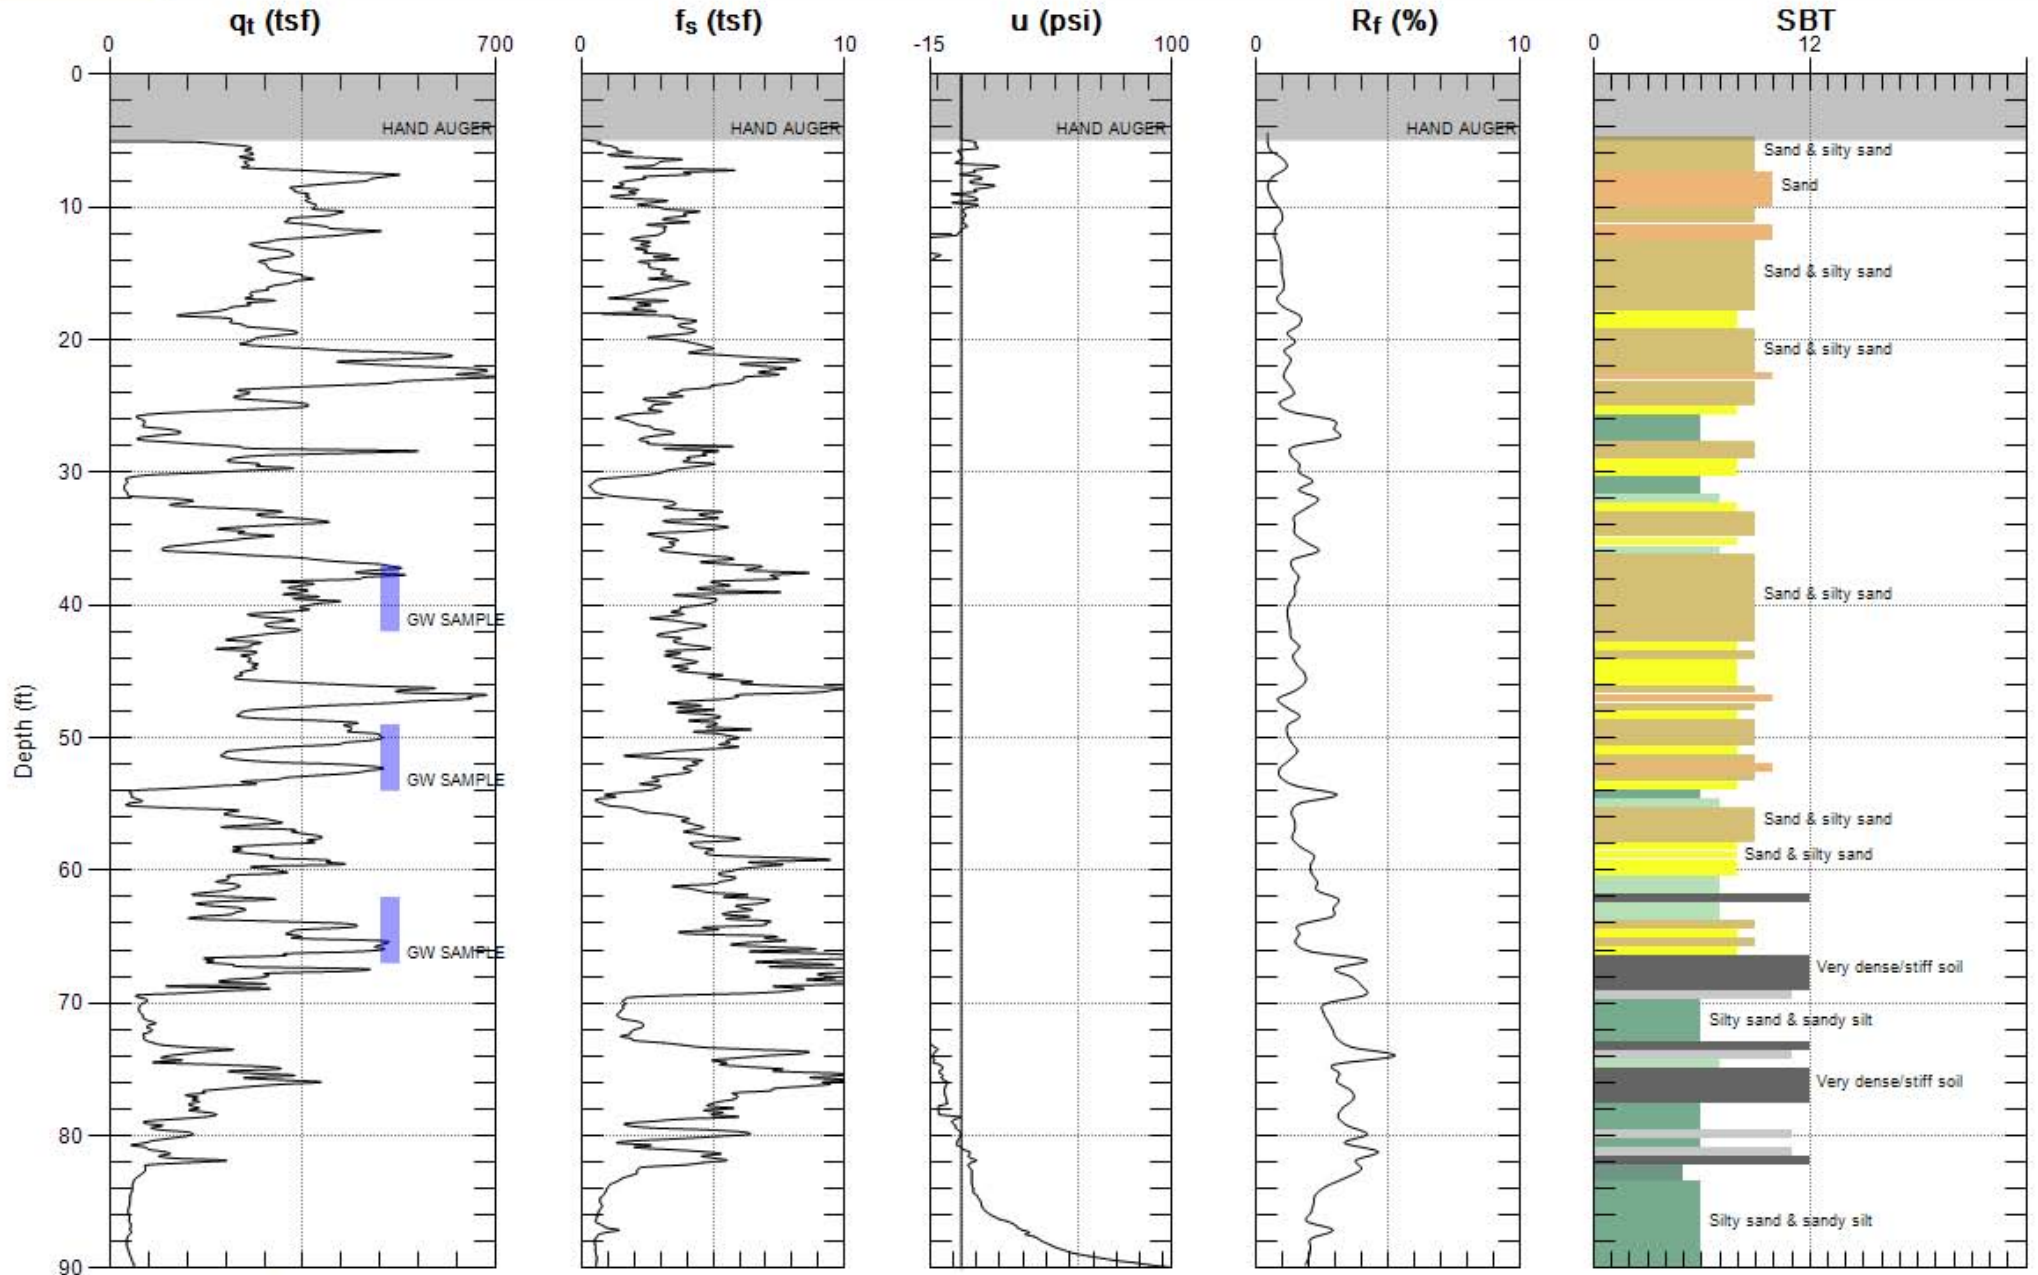 qt (tsf) fs (tsf) u (psi) Rf (%) SBT
0 700 0 10 -15 100 0 10 0 12
0
HAND AUGER HAND AUGER HAND AUGER HAND AUGER
Sand & silty sand
Sand
10
Sand & silty sand
20
Sand & silty sand
30
Sand & silty sand
40
GW SAMPLE
Depth (ft)
50
GW SAMPLE
Sand & silty sand
Sand & silty sand
60
GW SAMPLE
Very dense/stiff soil
70
Silty sand & sandy silt
Very dense/stiff soil
80
Silty sand & sandy silt
90